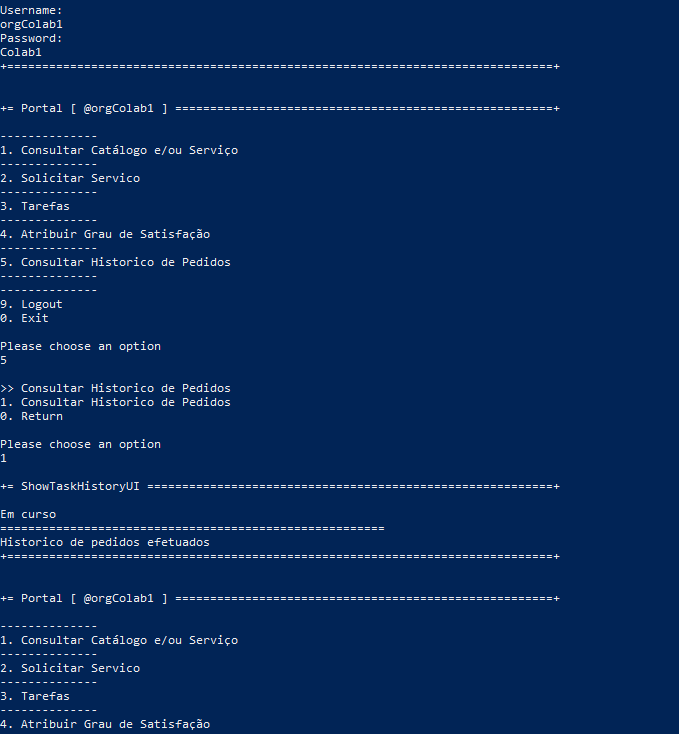 Username:
orgColab1
Password:
Colab1
+==============================================================================+
+= Portal [ @orgColab1 ] ======================================================+
--------------
1. Consultar Catálogo e/ou Serviço
--------------
2. Solicitar Servico
--------------
3. Tarefas
--------------
4. Atribuir Grau de Satisfação
--------------
5. Consultar Historico de Pedidos
--------------
--------------
9. Logout
0. Exit
Please choose an option
5
>> Consultar Historico de Pedidos
1. Consultar Historico de Pedidos
0. Return
Please choose an option
1
+= ShowTaskHistoryUI ==========================================================+
Em curso
=======================================================
Historico de pedidos efetuados
+==============================================================================+
+= Portal [ @orgColab1 ] ======================================================+
--------------
1. Consultar Catálogo e/ou Serviço
--------------
2. Solicitar Servico
--------------
3. Tarefas
--------------
4. Atribuir Grau de Satisfação